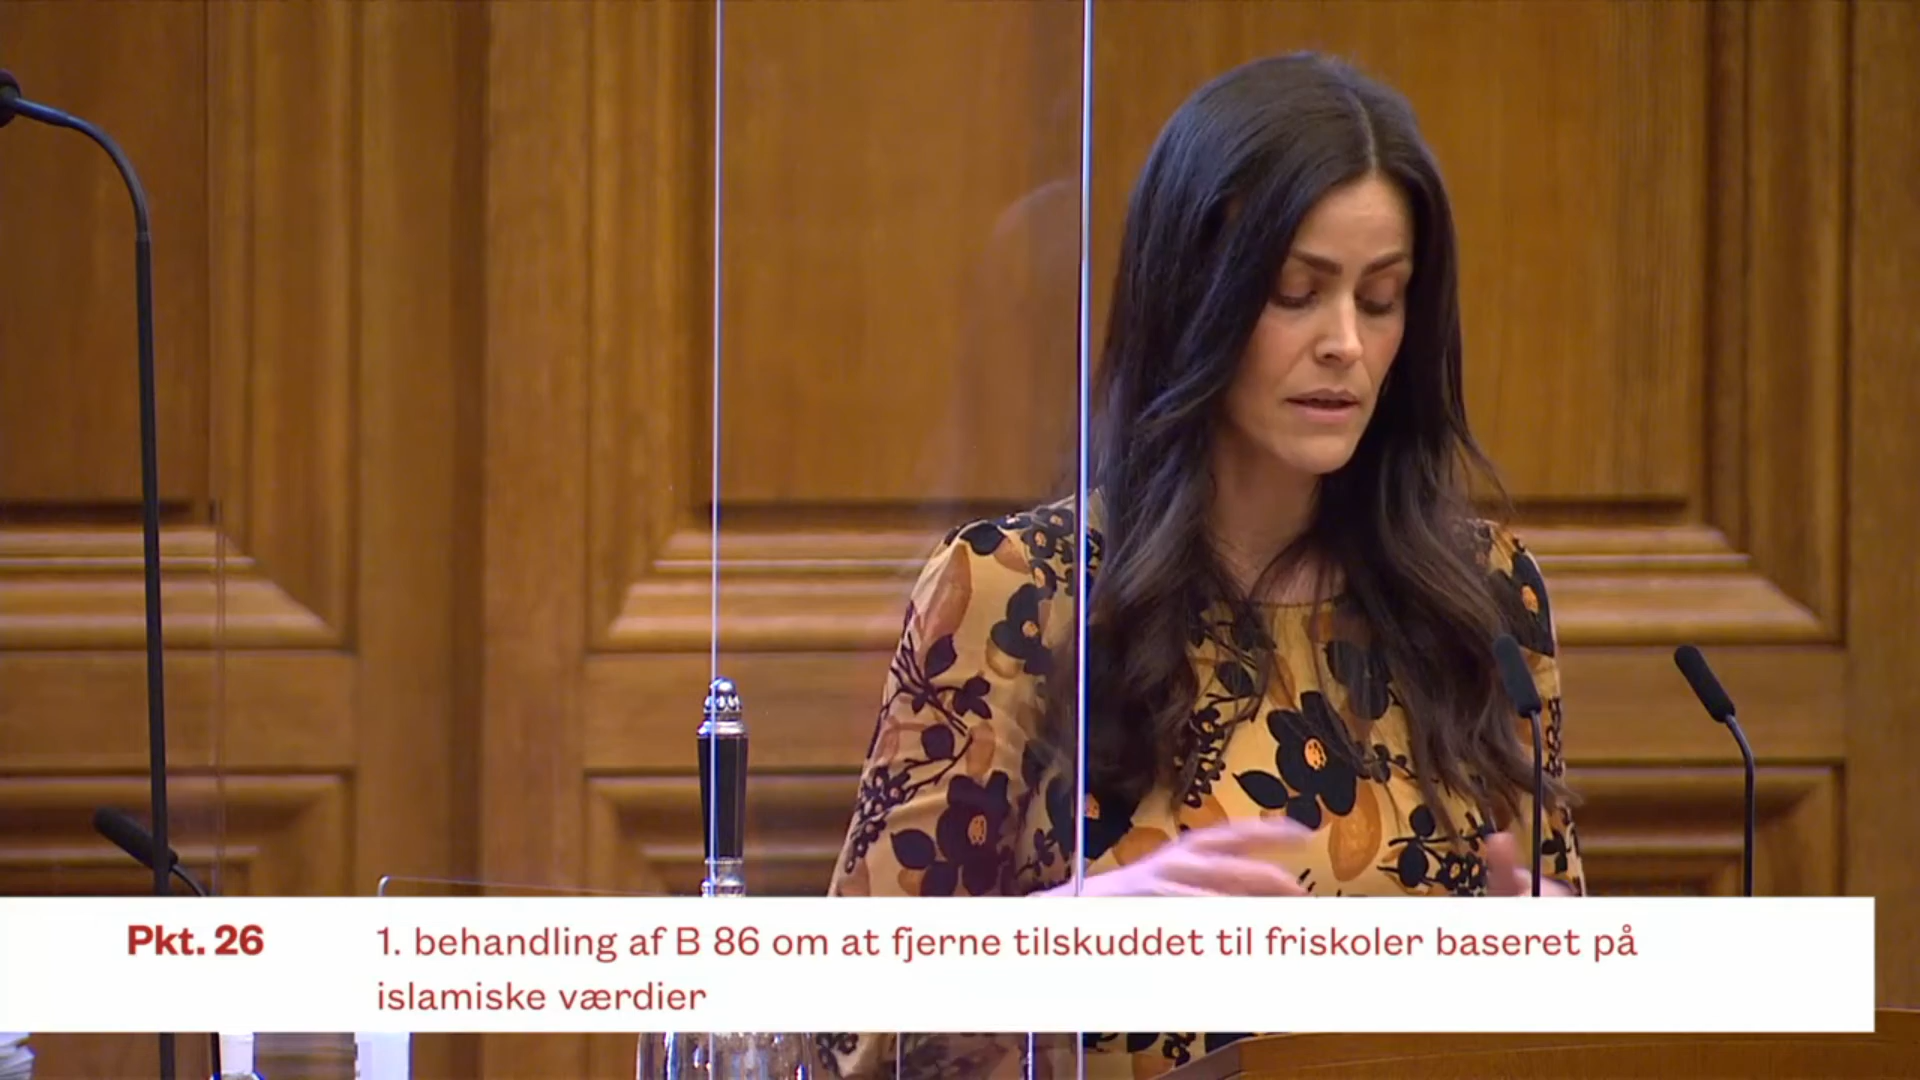 Pkt. 26
1. behandling af B 86 om at fjerne tilskuddet til friskoler baseret på
islamiske værdier